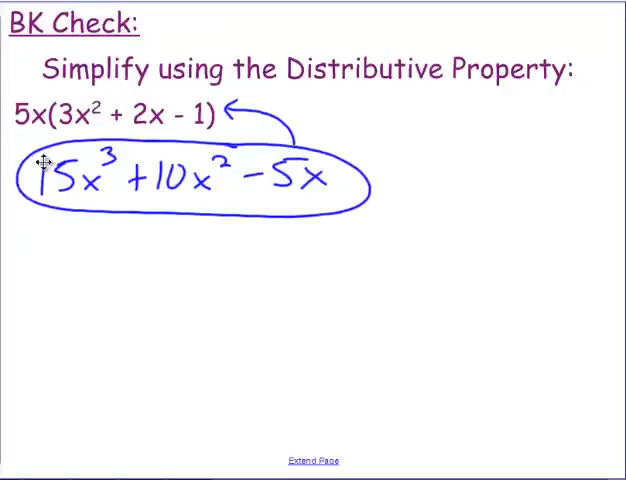 BK Check:
Simplify using the Distributive Property:
5x(3x² + 2x - 1)
15x³ + 10x² - 5x
Extend Page